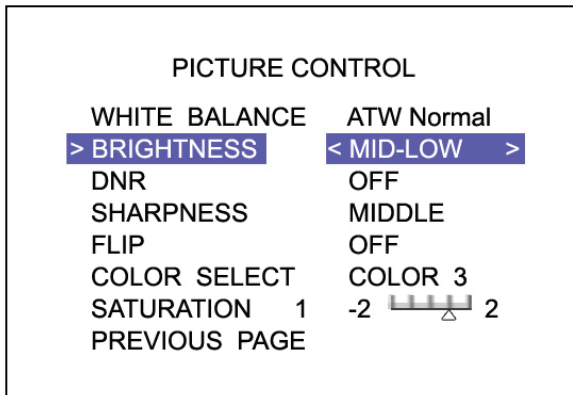 PICTURE CONTROL
WHITE BALANCE ATW Normal
> BRIGHTNESS < MID-LOW >
DNR OFF
SHARPNESS MIDDLE
FLIP OFF
COLOR SELECT COLOR 3
SATURATION 1 -2 2
PREVIOUS PAGE